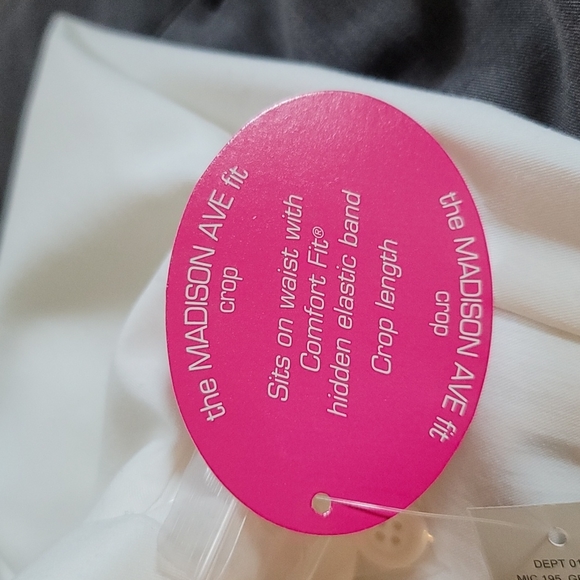 the MADISON AVE fit
crop
Sits on waist with
Comfort Fit®
hidden elastic band
Crop length
the MADISON AVE fit
crop
DEPT 01